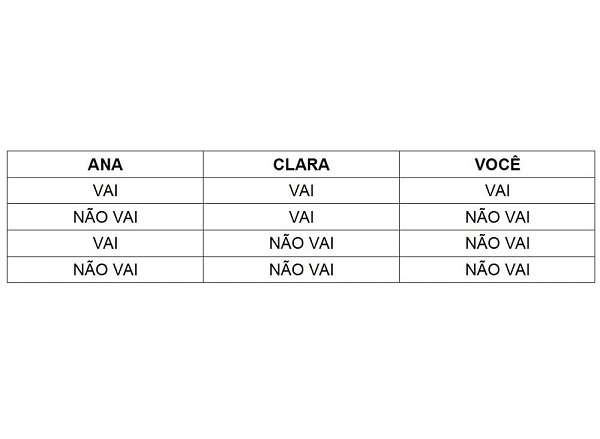 ANA CLARA VOCÊ
VAI VAI VAI
NÃO VAI VAI NÃO VAI
VAI NÃO VAI NÃO VAI
NÃO VAI NÃO VAI NÃO VAI